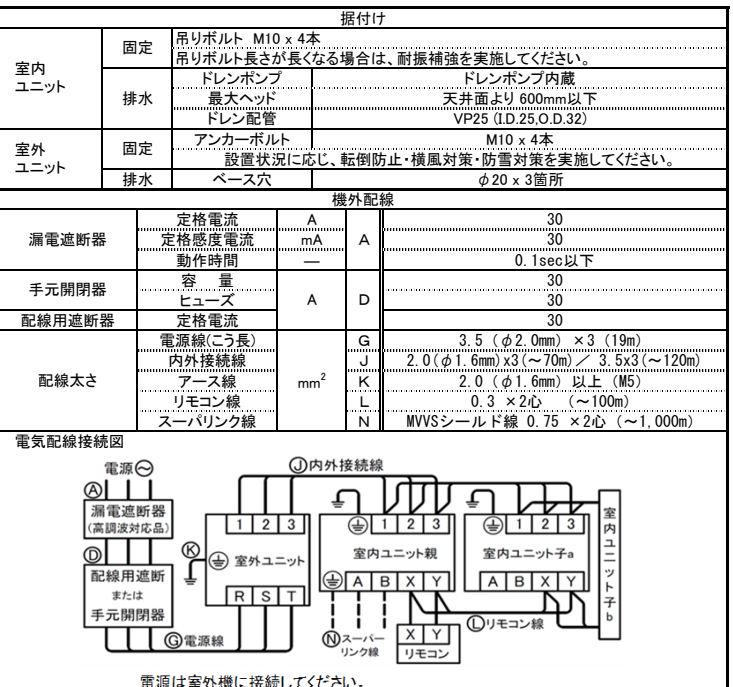 据付け
室内
ユニット
固定
吊りボルト M10 x 4本
吊りボルト長さが長くなる場合は、耐振補強を実施してください。
排水
ドレンポンプ ドレンポンプ内蔵
最大ヘッド 天井面より 600mm以下
ドレン配管 VP25 (I.D.25,O.D.32)
室外
ユニット
固定
アンカーボルト M10 x 4本
設置状況に応じ、転倒防止・横風対策・防雪対策を実施してください。
排水 ベース穴 φ20 x 3箇所
機外配線
漏電遮断器
定格電流 A 30
定格感度電流 mA A 30
動作時間 — 0.1sec以下
手元開閉器
容 量 30
ヒューズ A D 30
配線用遮断器 定格電流 30
配線太さ
電源線(こう長) G 3.5 (φ2.0mm) ×3 (19m)
内外接続線 J 2.0(φ1.6mm)x3(～70m)／ 3.5x3(～120m)
アース線 mm2 K 2.0 (φ1.6mm) 以上 (M5)
リモコン線 L 0.3 ×2心 (～100m)
スーパリンク線 N MVVSシールド線 0.75 ×2心 (～1,000m)
電気配線接続図
電源
Ⓙ内外接続線
Ⓐ
漏電遮断器
(高調波対応品)
Ⓓ
配線用遮断
または
手元開閉器
Ⓖ電源線
Ⓚ
1 2 3
室外ユニット
R S T
1 2 3
室内ユニット親
A B X Y
1 2 3
室内ユニット子a
A B X Y
室内ユニット子b
Ⓝスーパー
リンク線
X Y
リモコン
Ⓛリモコン線
電源は室外機に接続してください。